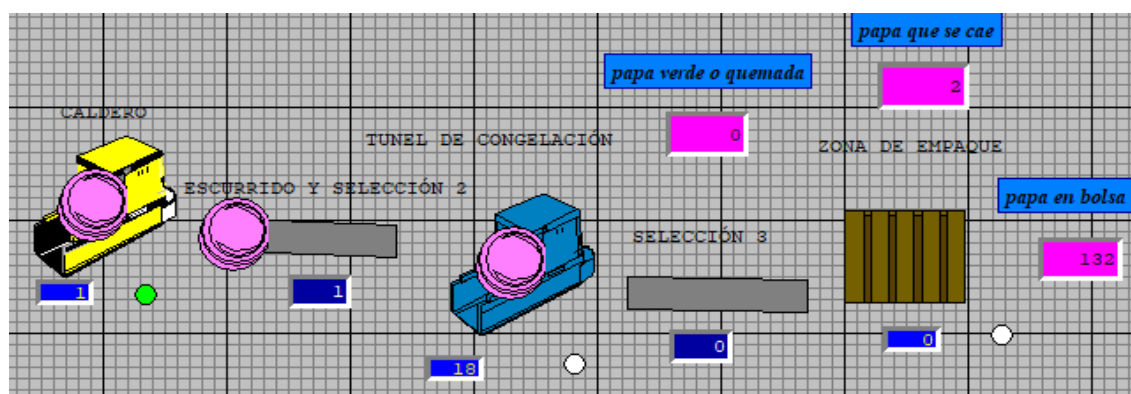 papa que se cae
papa verde o quemada
2
CALDERO
0
TUNEL DE CONGELACIÓN
ZONA DE EMPAQUE
ESCURRIDO Y SELECCIÓN 2
papa en bolsa
SELECCIÓN 3
132
1
1
0
0
18